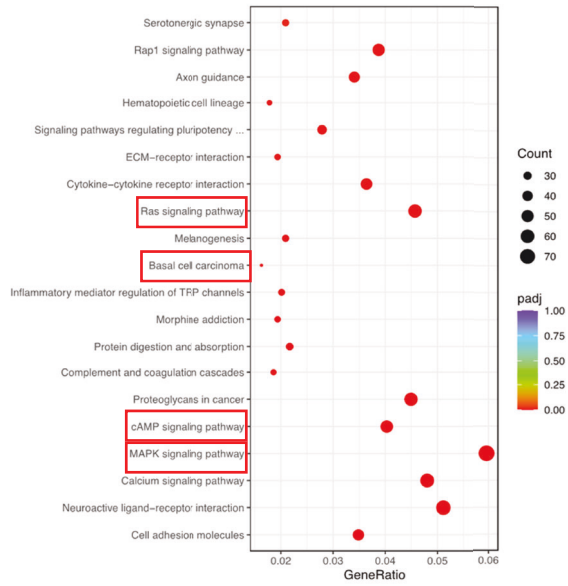 Serotonergic synapse
Rap1 signaling pathway
Axon guidance
Hematopoietic cell lineage
Signaling pathways regulating pluripotency ...
ECM−receptor interaction
Cytokine−cytokine receptor interaction
Ras signaling pathway
Melanogenesis
Basal cell carcinoma
Inflammatory mediator regulation of TRP channels
Morphine addiction
Protein digestion and absorption
Complement and coagulation cascades
Proteoglycans in cancer
cAMP signaling pathway
MAPK signaling pathway
Calcium signaling pathway
Neuroactive ligand−receptor interaction
Cell adhesion molecules
0.02 0.03 0.04 0.05 0.06
GeneRatio
Count
30
40
50
60
70
padj
1.00
0.75
0.50
0.25
0.00